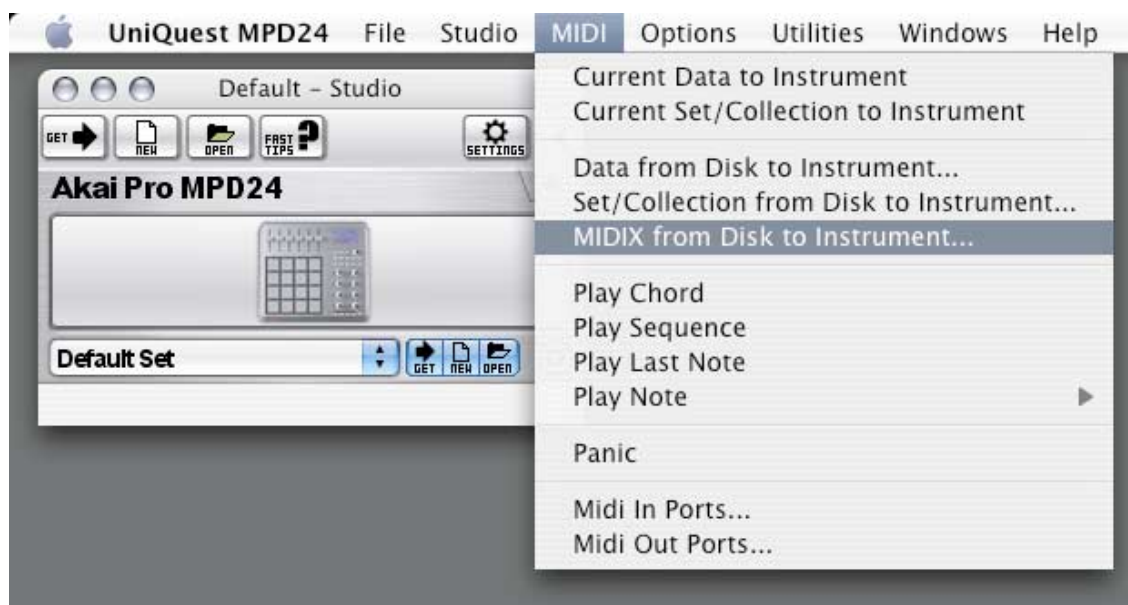 UniQuest MPD24 File Studio MIDI Options Utilities Windows Help
Default – Studio
GET NEW OPEN FAST TIPS SETTINGS
Akai Pro MPD24
Default Set GET NEW OPEN
Current Data to Instrument
Current Set/Collection to Instrument
Data from Disk to Instrument...
Set/Collection from Disk to Instrument...
MIDIX from Disk to Instrument...
Play Chord
Play Sequence
Play Last Note
Play Note
Panic
Midi In Ports...
Midi Out Ports...